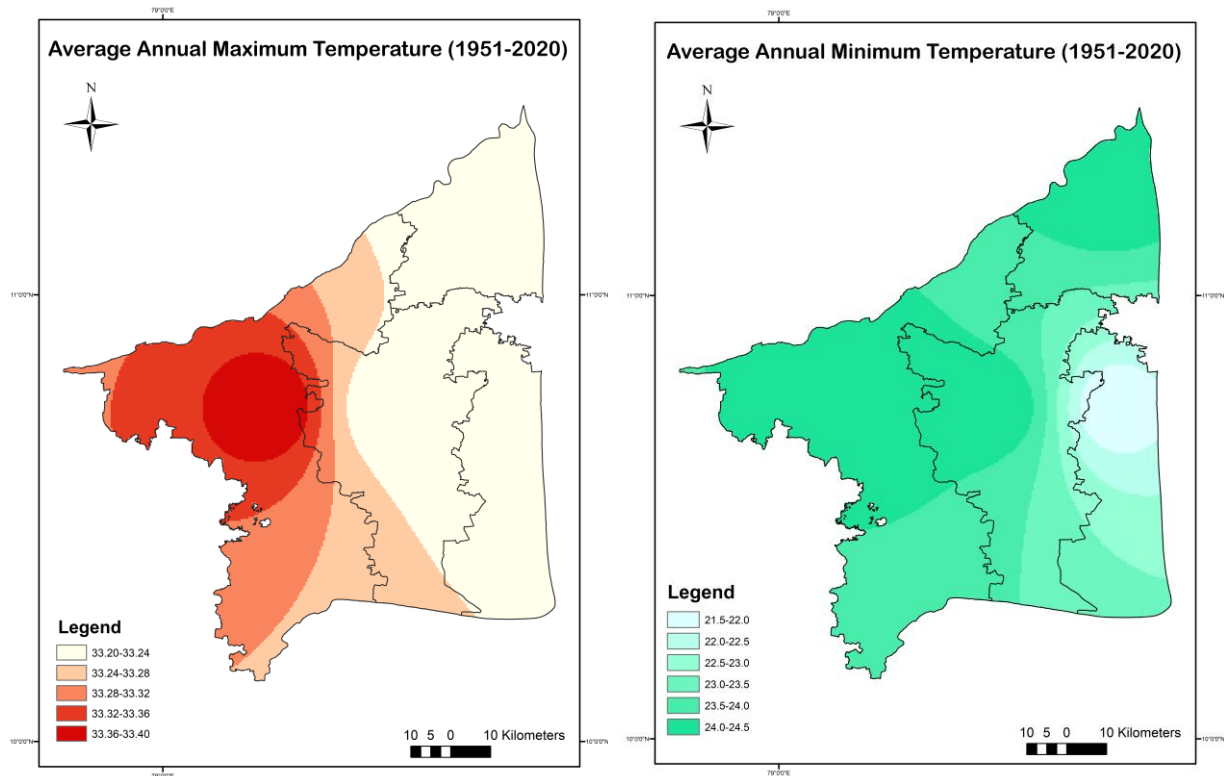 79°0'0"E
Average Annual Maximum Temperature (1951-2020)
N
11°0'0"N
11°0'0"N
Legend
33.20-33.24
33.24-33.28
33.28-33.32
33.32-33.36
33.36-33.40
10 5 0 10 Kilometers
10°0'0"N
10°0'0"N
79°0'0"E
79°0'0"E
Average Annual Minimum Temperature (1951-2020)
N
11°0'0"N
11°0'0"N
Legend
21.5-22.0
22.0-22.5
22.5-23.0
23.0-23.5
23.5-24.0
24.0-24.5
10 5 0 10 Kilometers
10°0'0"N
10°0'0"N
79°0'0"E